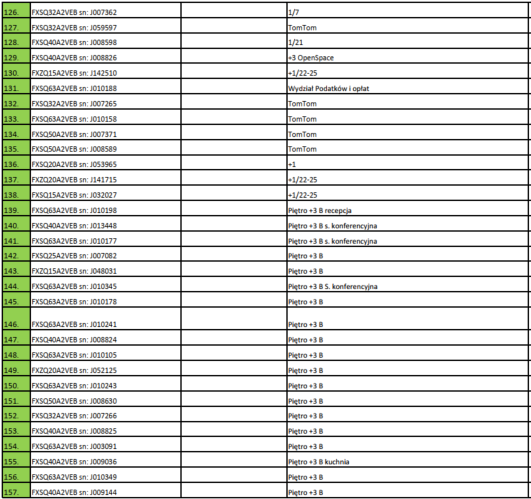 126. FXSQ32A2VEB sn: J007362 1/7
127. FXSQ32A2VEB sn: J059597 TomTom
128. FXSQ40A2VEB sn: J008598 1/21
129. FXSQ40A2VEB sn: J008826 +3 OpenSpace
130. FXZQ15A2VEB sn: J142510 +1/22-25
131. FXSQ63A2VEB sn: J010188 Wydział Podatków i opłat
132. FXSQ32A2VEB sn: J007265 TomTom
133. FXSQ63A2VEB sn: J010158 TomTom
134. FXSQ50A2VEB sn: J007371 TomTom
135. FXSQ50A2VEB sn: J008589 TomTom
136. FXSQ20A2VEB sn: J053965 +1
137. FXZQ20A2VEB sn: J141715 +1/22-25
138. FXSQ15A2VEB sn: J032027 +1/22-25
139. FXSQ63A2VEB sn: J010198 Piętro +3 B recepcja
140. FXSQ40A2VEB sn: J013448 Piętro +3 B s. konferencyjna
141. FXSQ63A2VEB sn: J010177 Piętro +3 B s. konferencyjna
142. FXSQ25A2VEB sn: J007082 Piętro +3 B
143. FXZQ15A2VEB sn: J048031 Piętro +3 B
144. FXSQ63A2VEB sn: J010345 Piętro +3 B S. konferencyjna
145. FXSQ63A2VEB sn: J010178 Piętro +3 B
146. FXSQ63A2VEB sn: J010241 Piętro +3 B
147. FXSQ40A2VEB sn: J008824 Piętro +3 B
148. FXSQ63A2VEB sn: J010105 Piętro +3 B
149. FXZQ20A2VEB sn: J052125 Piętro +3 B
150. FXSQ63A2VEB sn: J010243 Piętro +3 B
151. FXSQ50A2VEB sn: J008630 Piętro +3 B
152. FXSQ32A2VEB sn: J007266 Piętro +3 B
153. FXSQ40A2VEB sn: J008825 Piętro +3 B
154. FXSQ63A2VEB sn: J003091 Piętro +3 B
155. FXSQ40A2VEB sn: J009036 Piętro +3 B kuchnia
156. FXSQ63A2VEB sn: J010349 Piętro +3 B
157. FXSQ40A2VEB sn: J009144 Piętro +3 B